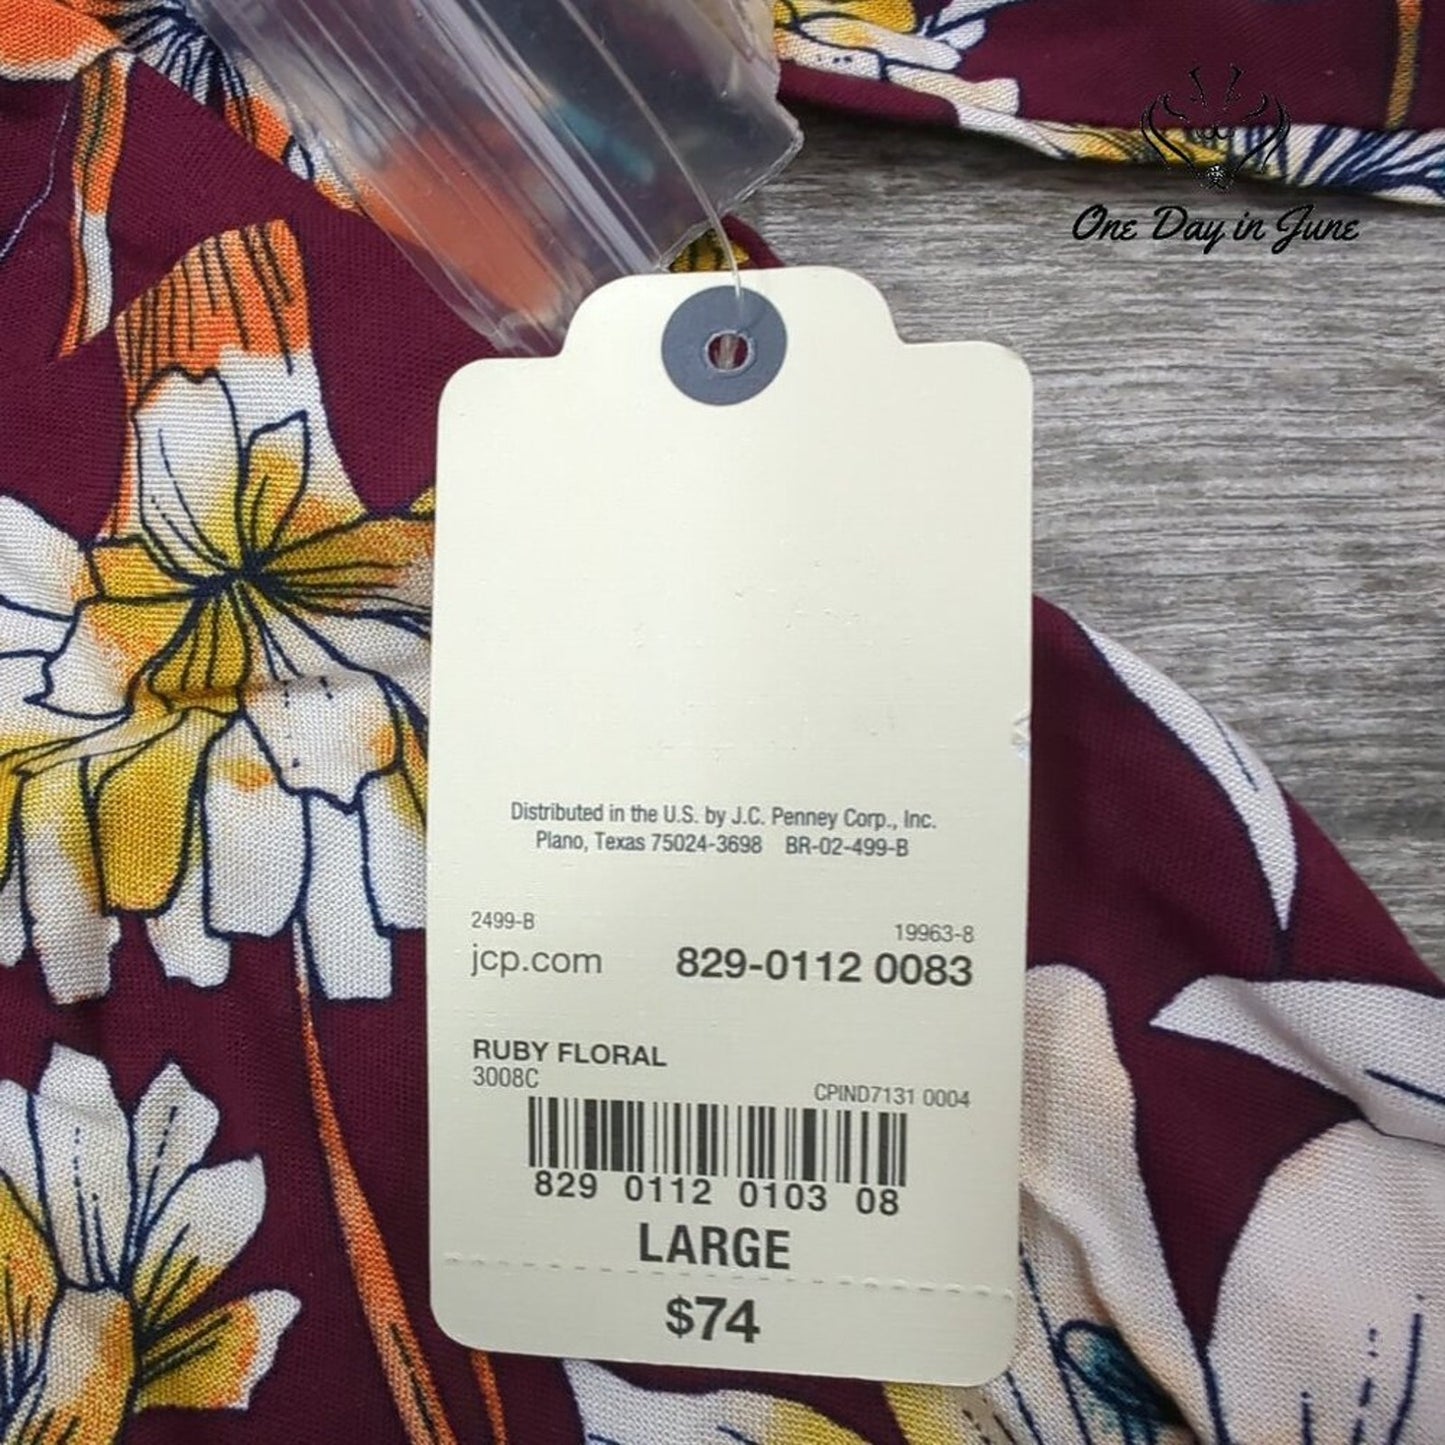 One Day in June
Distributed in the U.S. by J.C. Penney Corp., Inc.
Plano, Texas 75024-3698 BR-02-499-B
2499-B 19963-8
jcp.com 829-0112 0083
RUBY FLORAL
3008C CPIND7131 0004
829 0112 0103 08
LARGE
$74